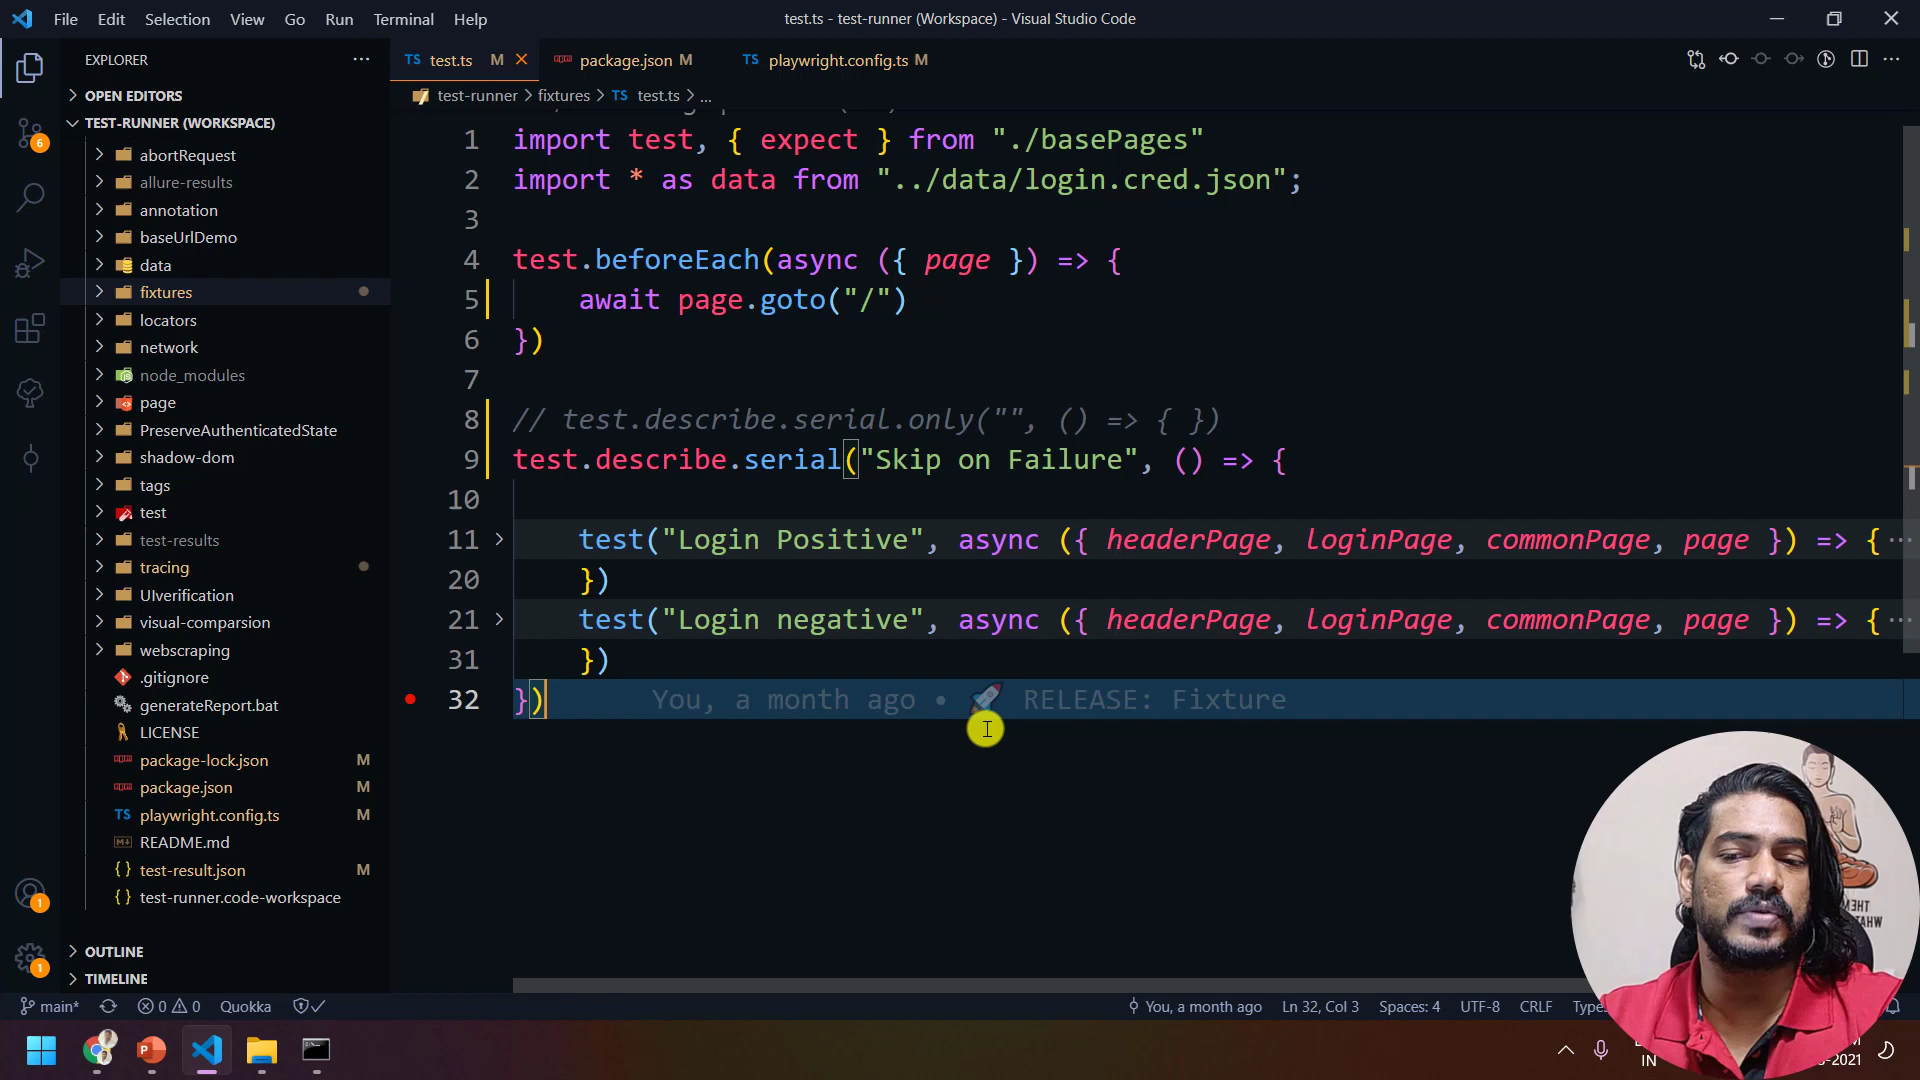 File Edit Selection View Go Run Terminal Help
test.ts - test-runner (Workspace) - Visual Studio Code
EXPLORER
OPEN EDITORS
TEST-RUNNER (WORKSPACE)
abortRequest
allure-results
annotation
baseUrlDemo
data
fixtures
locators
network
node_modules
page
PreserveAuthenticatedState
shadow-dom
tags
test
test-results
tracing
UIverification
visual-comparsion
webscraping
.gitignore
generateReport.bat
LICENSE
package-lock.json M
package.json M
TS playwright.config.ts M
README.md
{} test-result.json M
{} test-runner.code-workspace
OUTLINE
TIMELINE
6
1
1
TS test.ts M
package.json M
TS playwright.config.ts M
test-runner > fixtures > TS test.ts > ...
1 import test, { expect } from "./basePages"
2 import * as data from "../data/login.cred.json";
3
4 test.beforeEach(async ({ page }) => {
5 await page.goto("/")
6 })
7
8 // test.describe.serial.only("", () => { })
9 test.describe.serial("Skip on Failure", () => {
10
11 test("Login Positive", async ({ headerPage, loginPage, commonPage, page }) => { ...
20 })
21 test("Login negative", async ({ headerPage, loginPage, commonPage, page }) => { ...
31 })
32 }) You, a month ago • 🚀 RELEASE: Fixture
main* 0 0 Quokka
You, a month ago Ln 32, Col 3 Spaces: 4 UTF-8 CRLF
IN
-2021